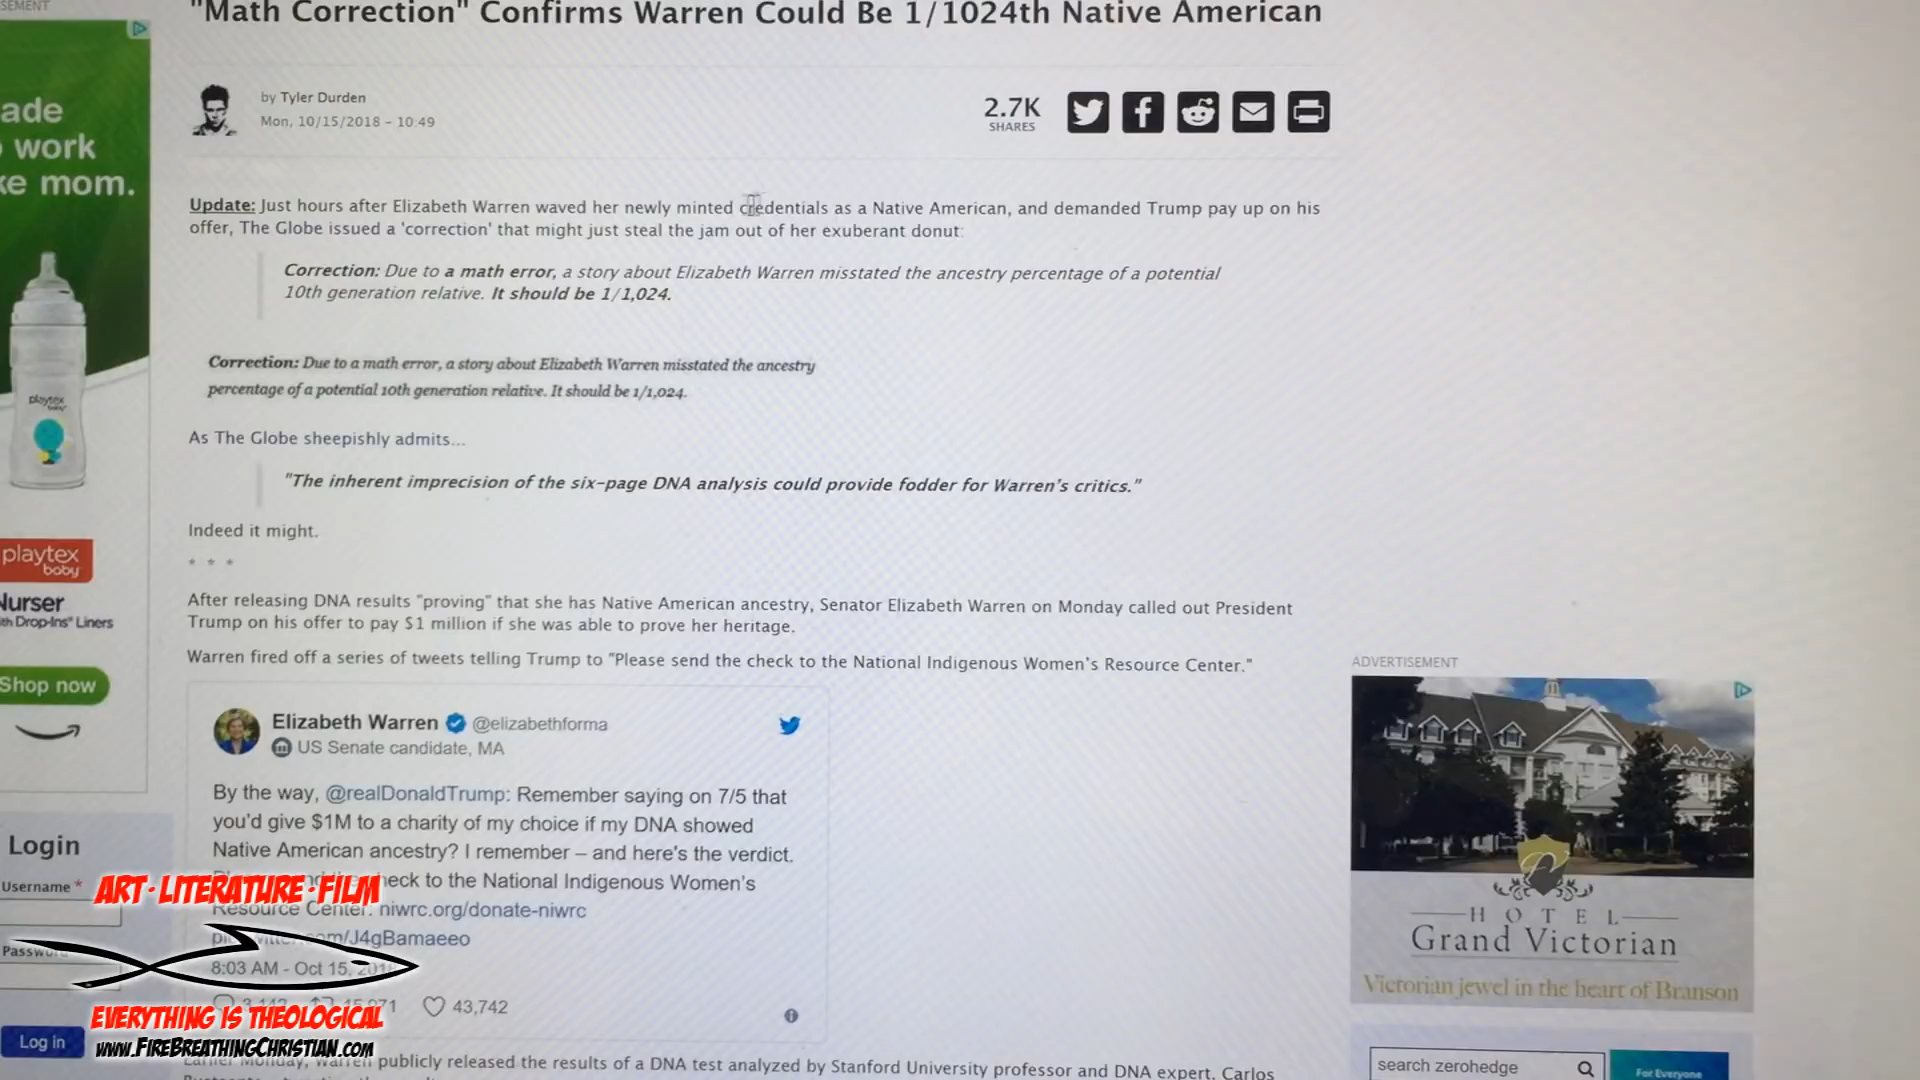 SEMENT
"Math Correction" Confirms Warren Could Be 1/1024th Native American
by Tyler Durden
Mon, 10/15/2018 - 10:49
2.7K
SHARES
ade
work
ke mom.
Update: Just hours after Elizabeth Warren waved her newly minted credentials as a Native American, and demanded Trump pay up on his
offer, The Globe issued a 'correction' that might just steal the jam out of her exuberant donut:
Correction: Due to a math error, a story about Elizabeth Warren misstated the ancestry percentage of a potential
10th generation relative. It should be 1/1,024.
Correction: Due to a math error, a story about Elizabeth Warren misstated the ancestry
percentage of a potential 10th generation relative. It should be 1/1,024.
As The Globe sheepishly admits...
"The inherent imprecision of the six-page DNA analysis could provide fodder for Warren's critics."
Indeed it might.
* * *
After releasing DNA results "proving" that she has Native American ancestry, Senator Elizabeth Warren on Monday called out President
Trump on his offer to pay $1 million if she was able to prove her heritage.
Warren fired off a series of tweets telling Trump to "Please send the check to the National Indigenous Women's Resource Center."
Elizabeth Warren @elizabethforma
US Senate candidate, MA
By the way, @realDonaldTrump: Remember saying on 7/5 that
you'd give $1M to a charity of my choice if my DNA showed
Native American ancestry? I remember – and here's the verdict.
heck to the National Indigenous Women's
Resource Center: niwrc.org/donate-niwrc
om/J4gBamaeeo
8:03 AM - Oct 15, 201
43,742
Earlier Monday, Warren publicly released the results of a DNA test analyzed by Stanford University professor and DNA expert, Carlos
playtex
baby
playtex
baby
Nurser
ith Drop-Ins® Liners
Shop now
Login
Username *
Password
Log in
ART · LITERATURE · FILM
EVERYTHING IS THEOLOGICAL
www.FIREBREATHINGCHRISTIAN.com
ADVERTISEMENT
HOTEL
Grand Victorian
Victorian jewel in the heart of Branson
search zerohedge
For Everyone